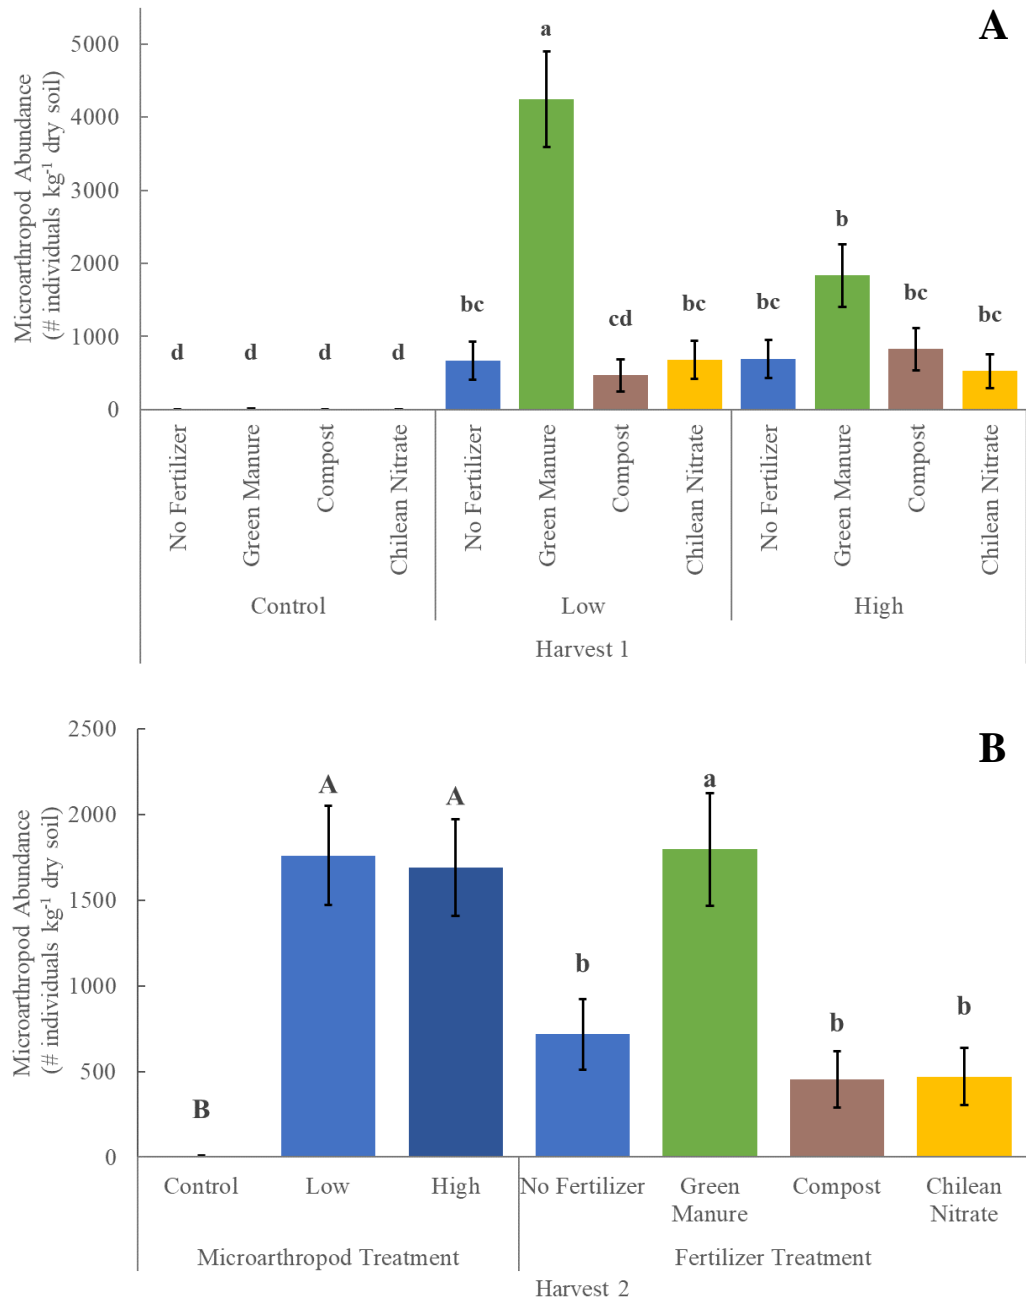 A
Microarthropod Abundance
(# individuals kg⁻¹ dry soil)
5000
4000
3000
2000
1000
0
d
d
d
d
bc
a
cd
bc
bc
b
bc
bc
No Fertilizer
Green Manure
Compost
Chilean Nitrate
No Fertilizer
Green Manure
Compost
Chilean Nitrate
No Fertilizer
Green Manure
Compost
Chilean Nitrate
Control
Low
High
Harvest 1
B
Microarthropod Abundance
(# individuals kg⁻¹ dry soil)
2500
2000
1500
1000
500
0
B
A
A
b
a
b
b
Control
Low
High
No Fertilizer
Green
Manure
Compost
Chilean
Nitrate
Microarthropod Treatment
Fertilizer Treatment
Harvest 2